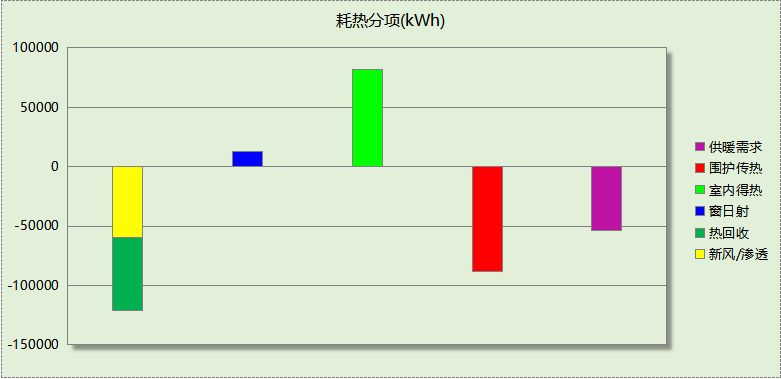 耗热分项(kWh)
100000
50000
0
-50000
-100000
-150000
供暖需求
围护传热
室内得热
窗日射
热回收
新风/渗透